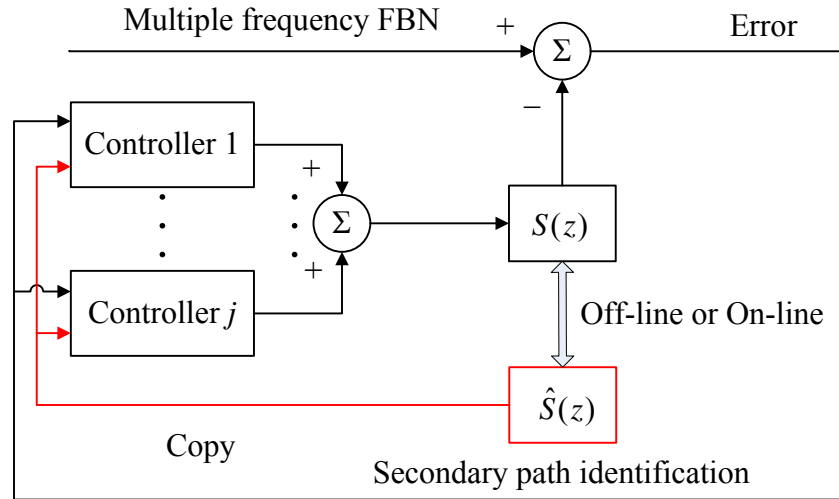 Multiple frequency FBN
+
Σ
Error
−
Controller 1
+
Σ
S(z)
+
Controller j
Off-line or On-line
Ŝ(z)
Copy
Secondary path identification